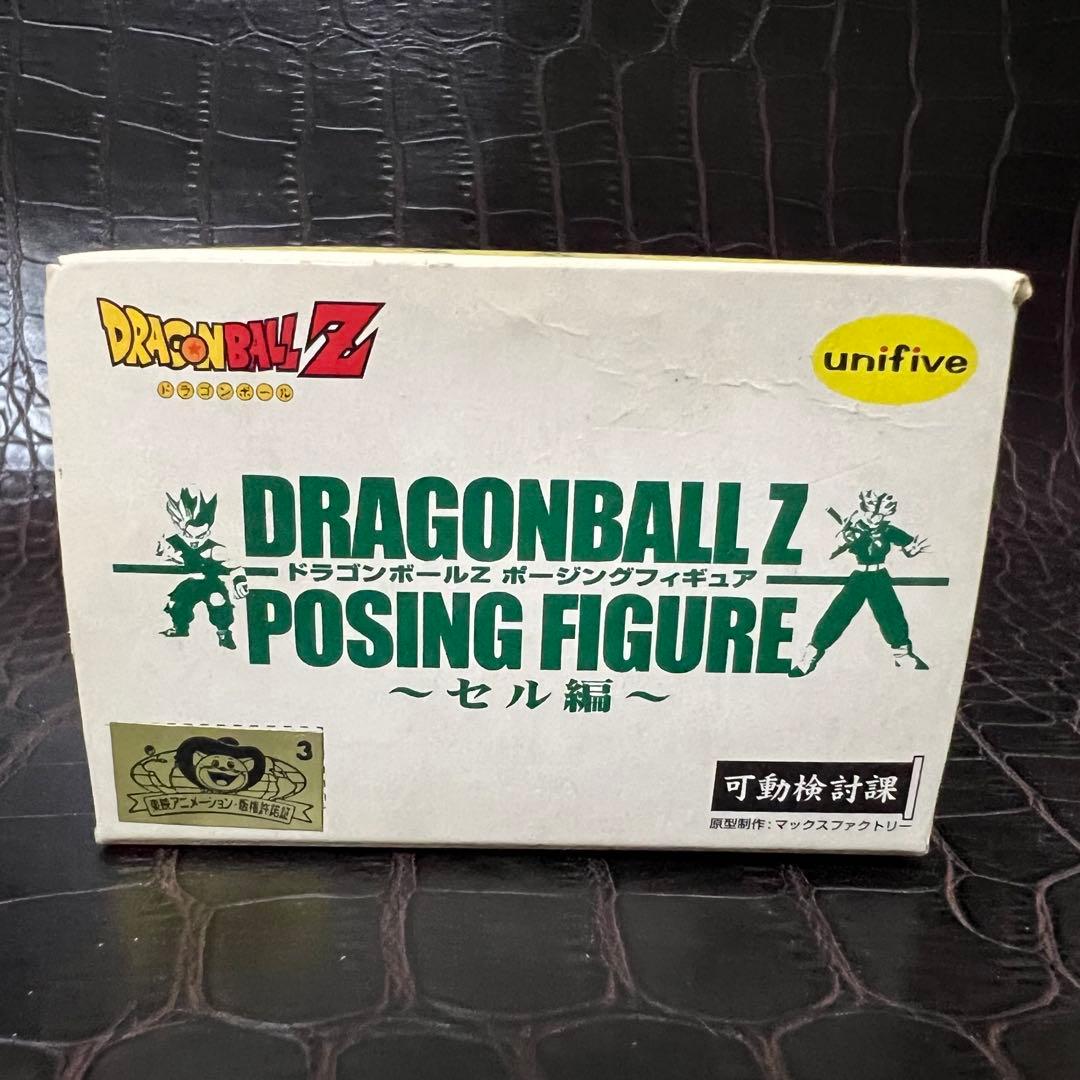 DRAGONBALL Z
ドラゴンボール
unifive
DRAGONBALL Z
ドラゴンボールZ ポージングフィギュア
POSING FIGURE
～セル編～
3
東映アニメーション・版権許諾証
可動検討課
原型制作：マックスファクトリー